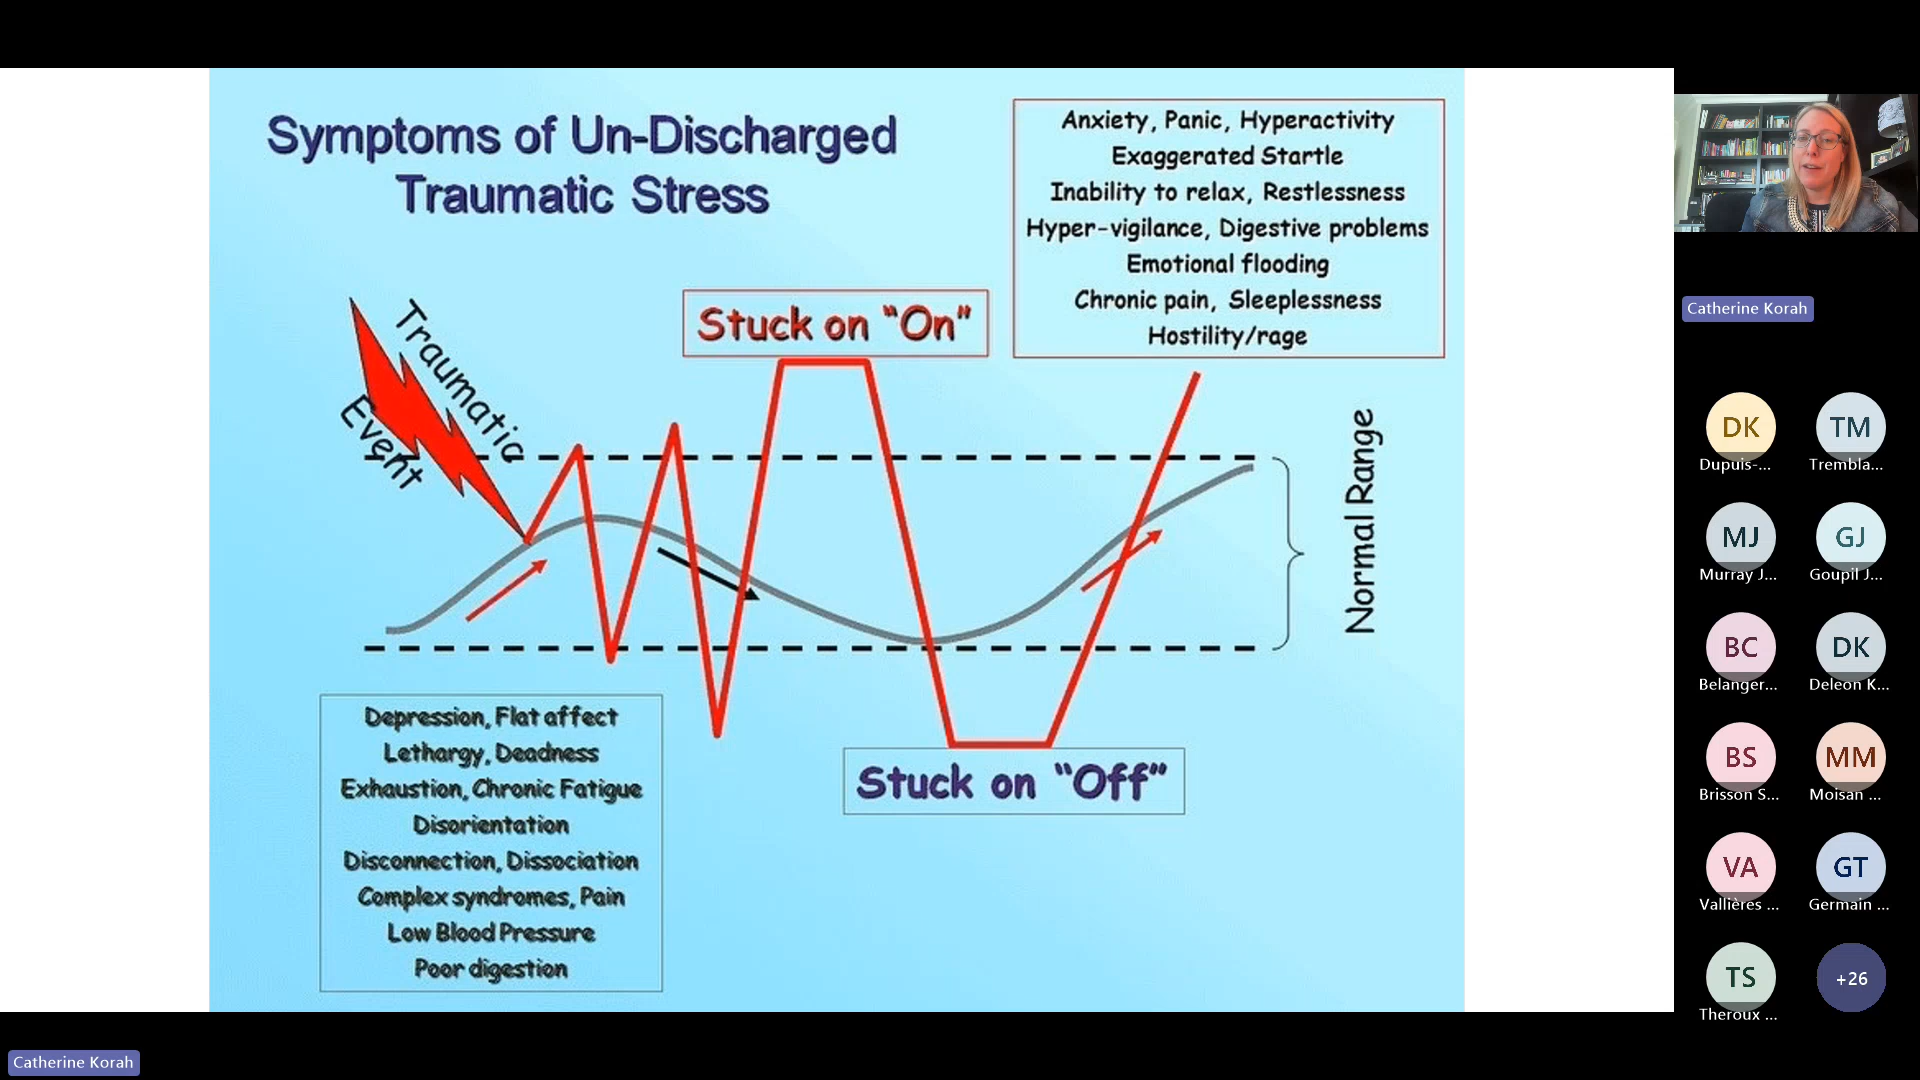 Symptoms of Un-Discharged
Traumatic Stress
Anxiety, Panic, Hyperactivity
Exaggerated Startle
Inability to relax, Restlessness
Hyper-vigilance, Digestive problems
Emotional flooding
Chronic pain, Sleeplessness
Hostility/rage
Traumatic
Event
Stuck on “On”
Normal Range
Stuck on “Off”
Depression, Flat affect
Lethargy, Deadness
Exhaustion, Chronic Fatigue
Disorientation
Disconnection, Dissociation
Complex syndromes, Pain
Low Blood Pressure
Poor digestion
Catherine Korah
DK
Dupuis-...
TM
Trembla...
MJ
Murray J...
GJ
Goupil J...
BC
Belanger...
DK
Deleon K...
BS
Brisson S...
MM
Moisan ...
VA
Vallières ...
GT
Germain ...
TS
Theroux ...
+26
Catherine Korah